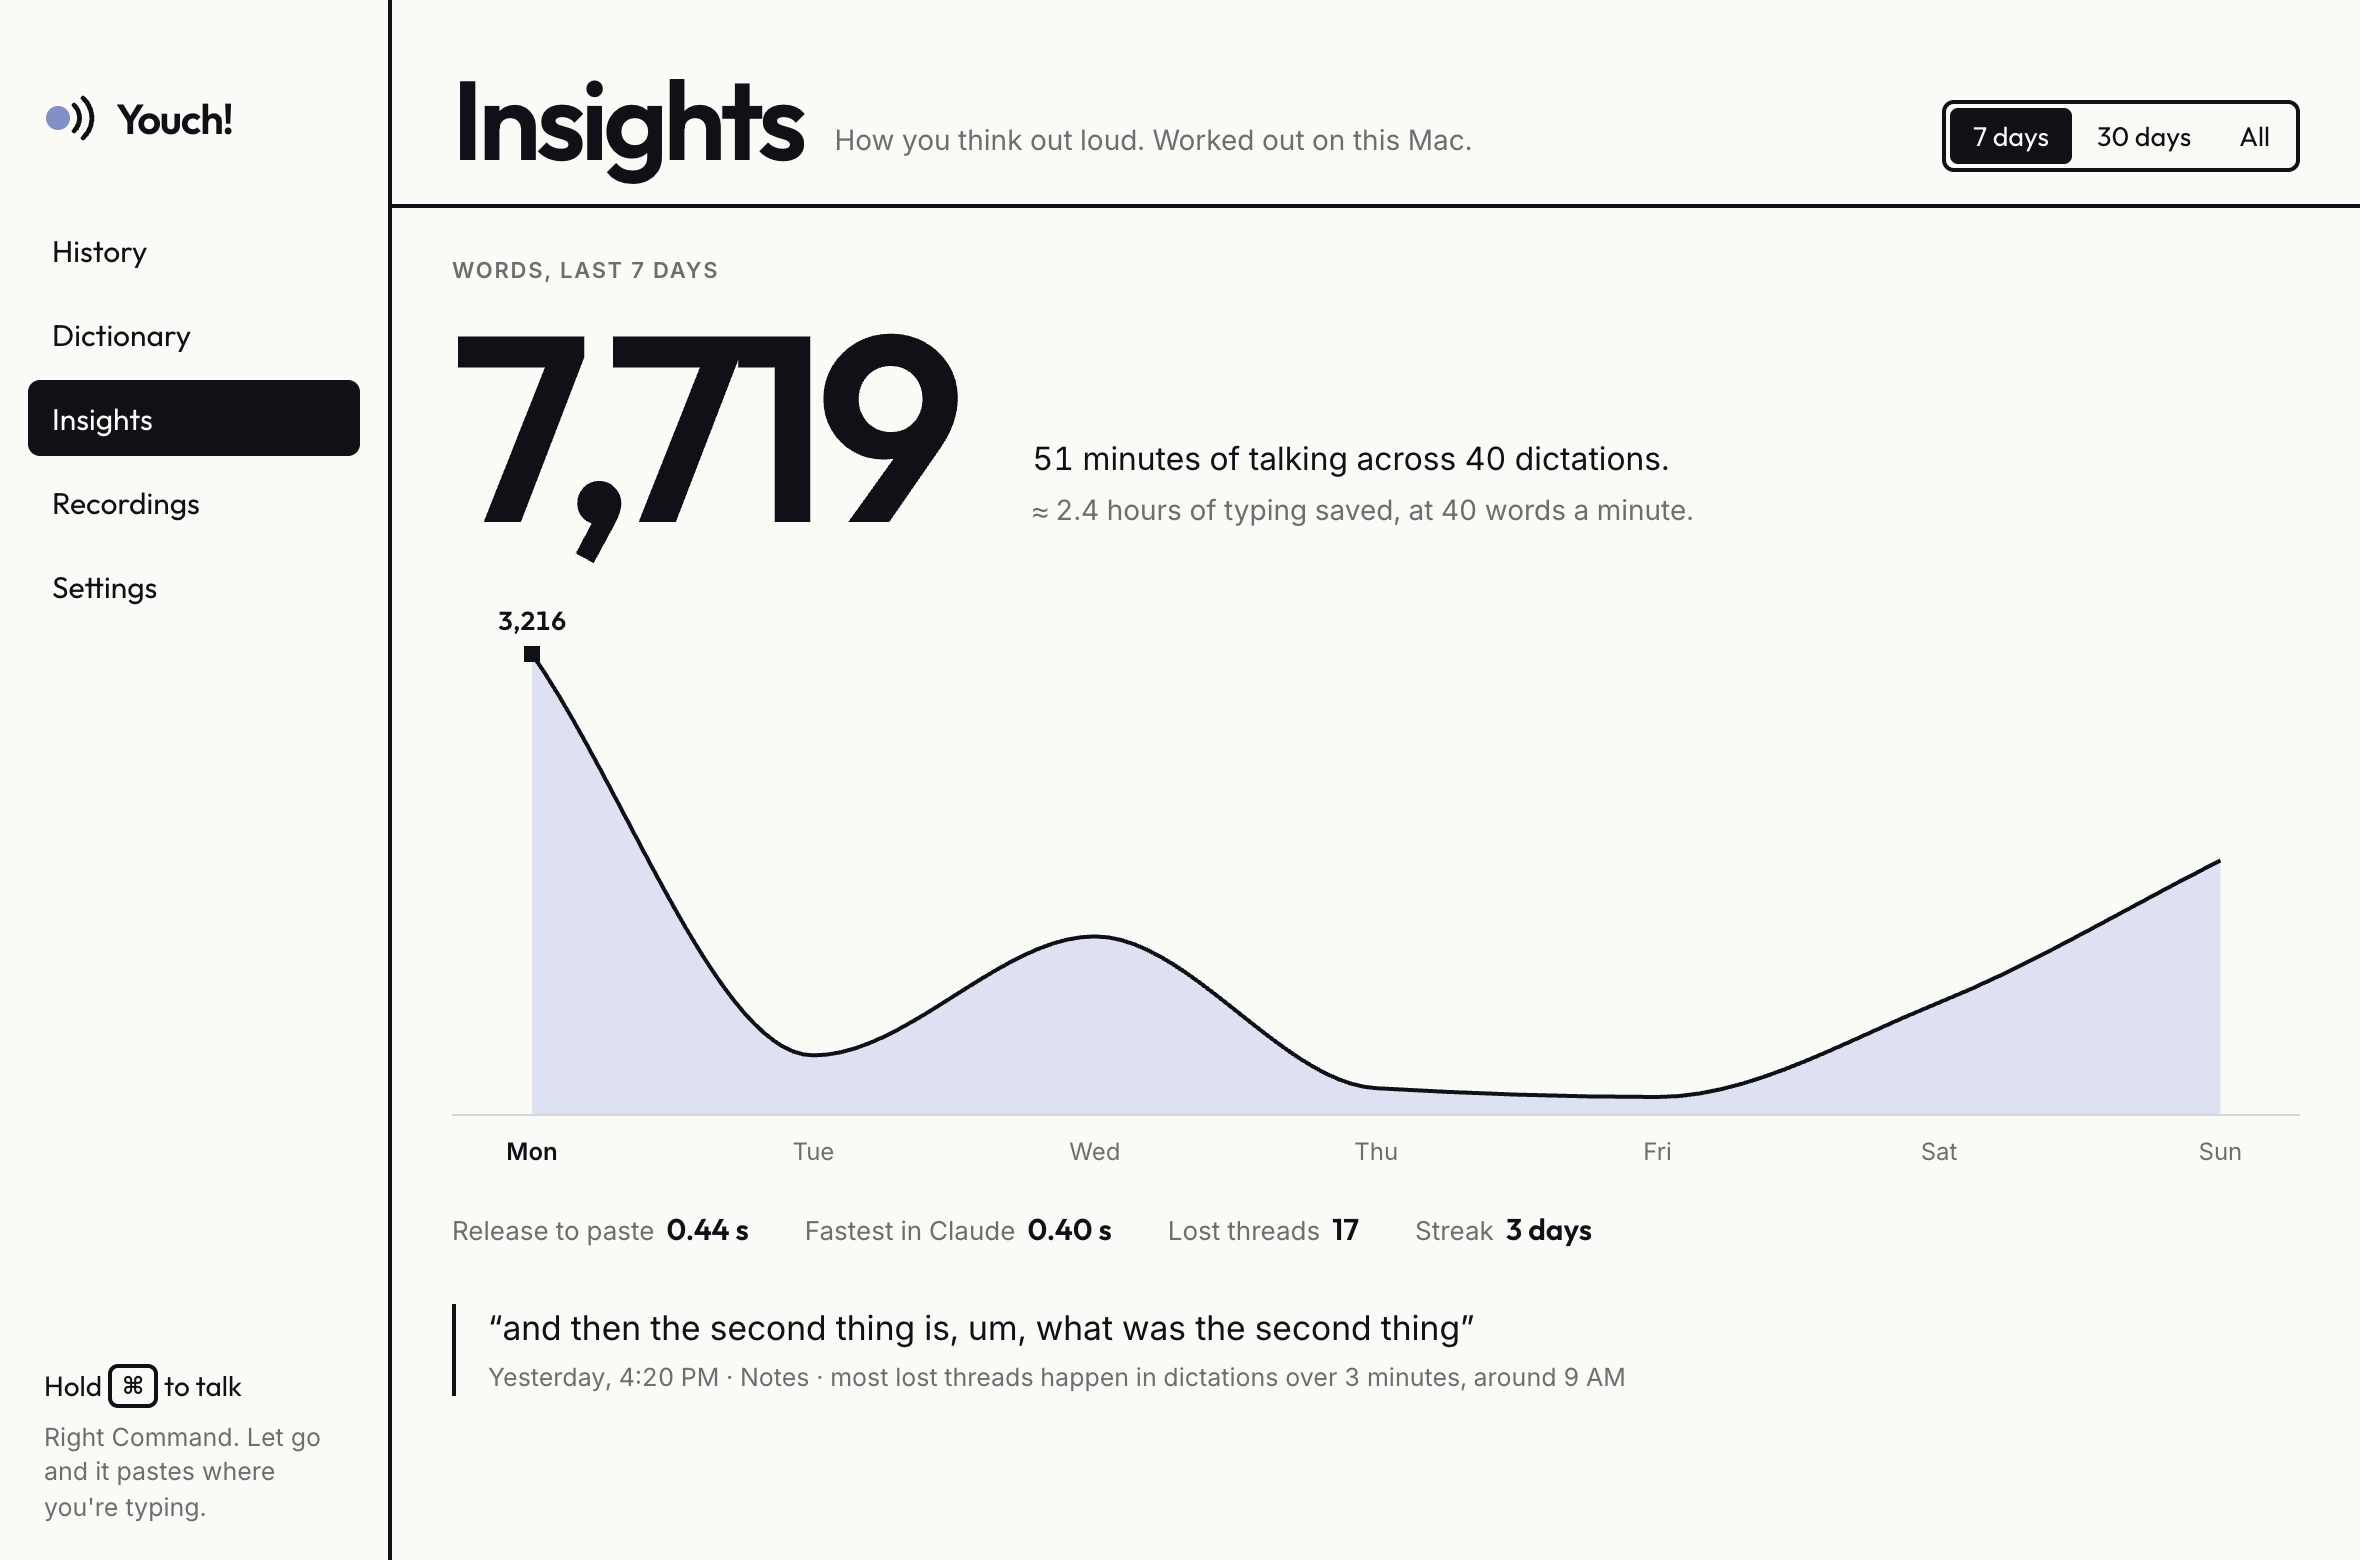 Youch!
History
Dictionary
Insights
Recordings
Settings
Hold ⌘ to talk
Right Command. Let go
and it pastes where
you're typing.
Insights
How you think out loud. Worked out on this Mac.
7 days 30 days All
WORDS, LAST 7 DAYS
7,719
51 minutes of talking across 40 dictations.
≈ 2.4 hours of typing saved, at 40 words a minute.
3,216
Mon Tue Wed Thu Fri Sat Sun
Release to paste 0.44 s Fastest in Claude 0.40 s Lost threads 17 Streak 3 days
“and then the second thing is, um, what was the second thing”
Yesterday, 4:20 PM · Notes · most lost threads happen in dictations over 3 minutes, around 9 AM